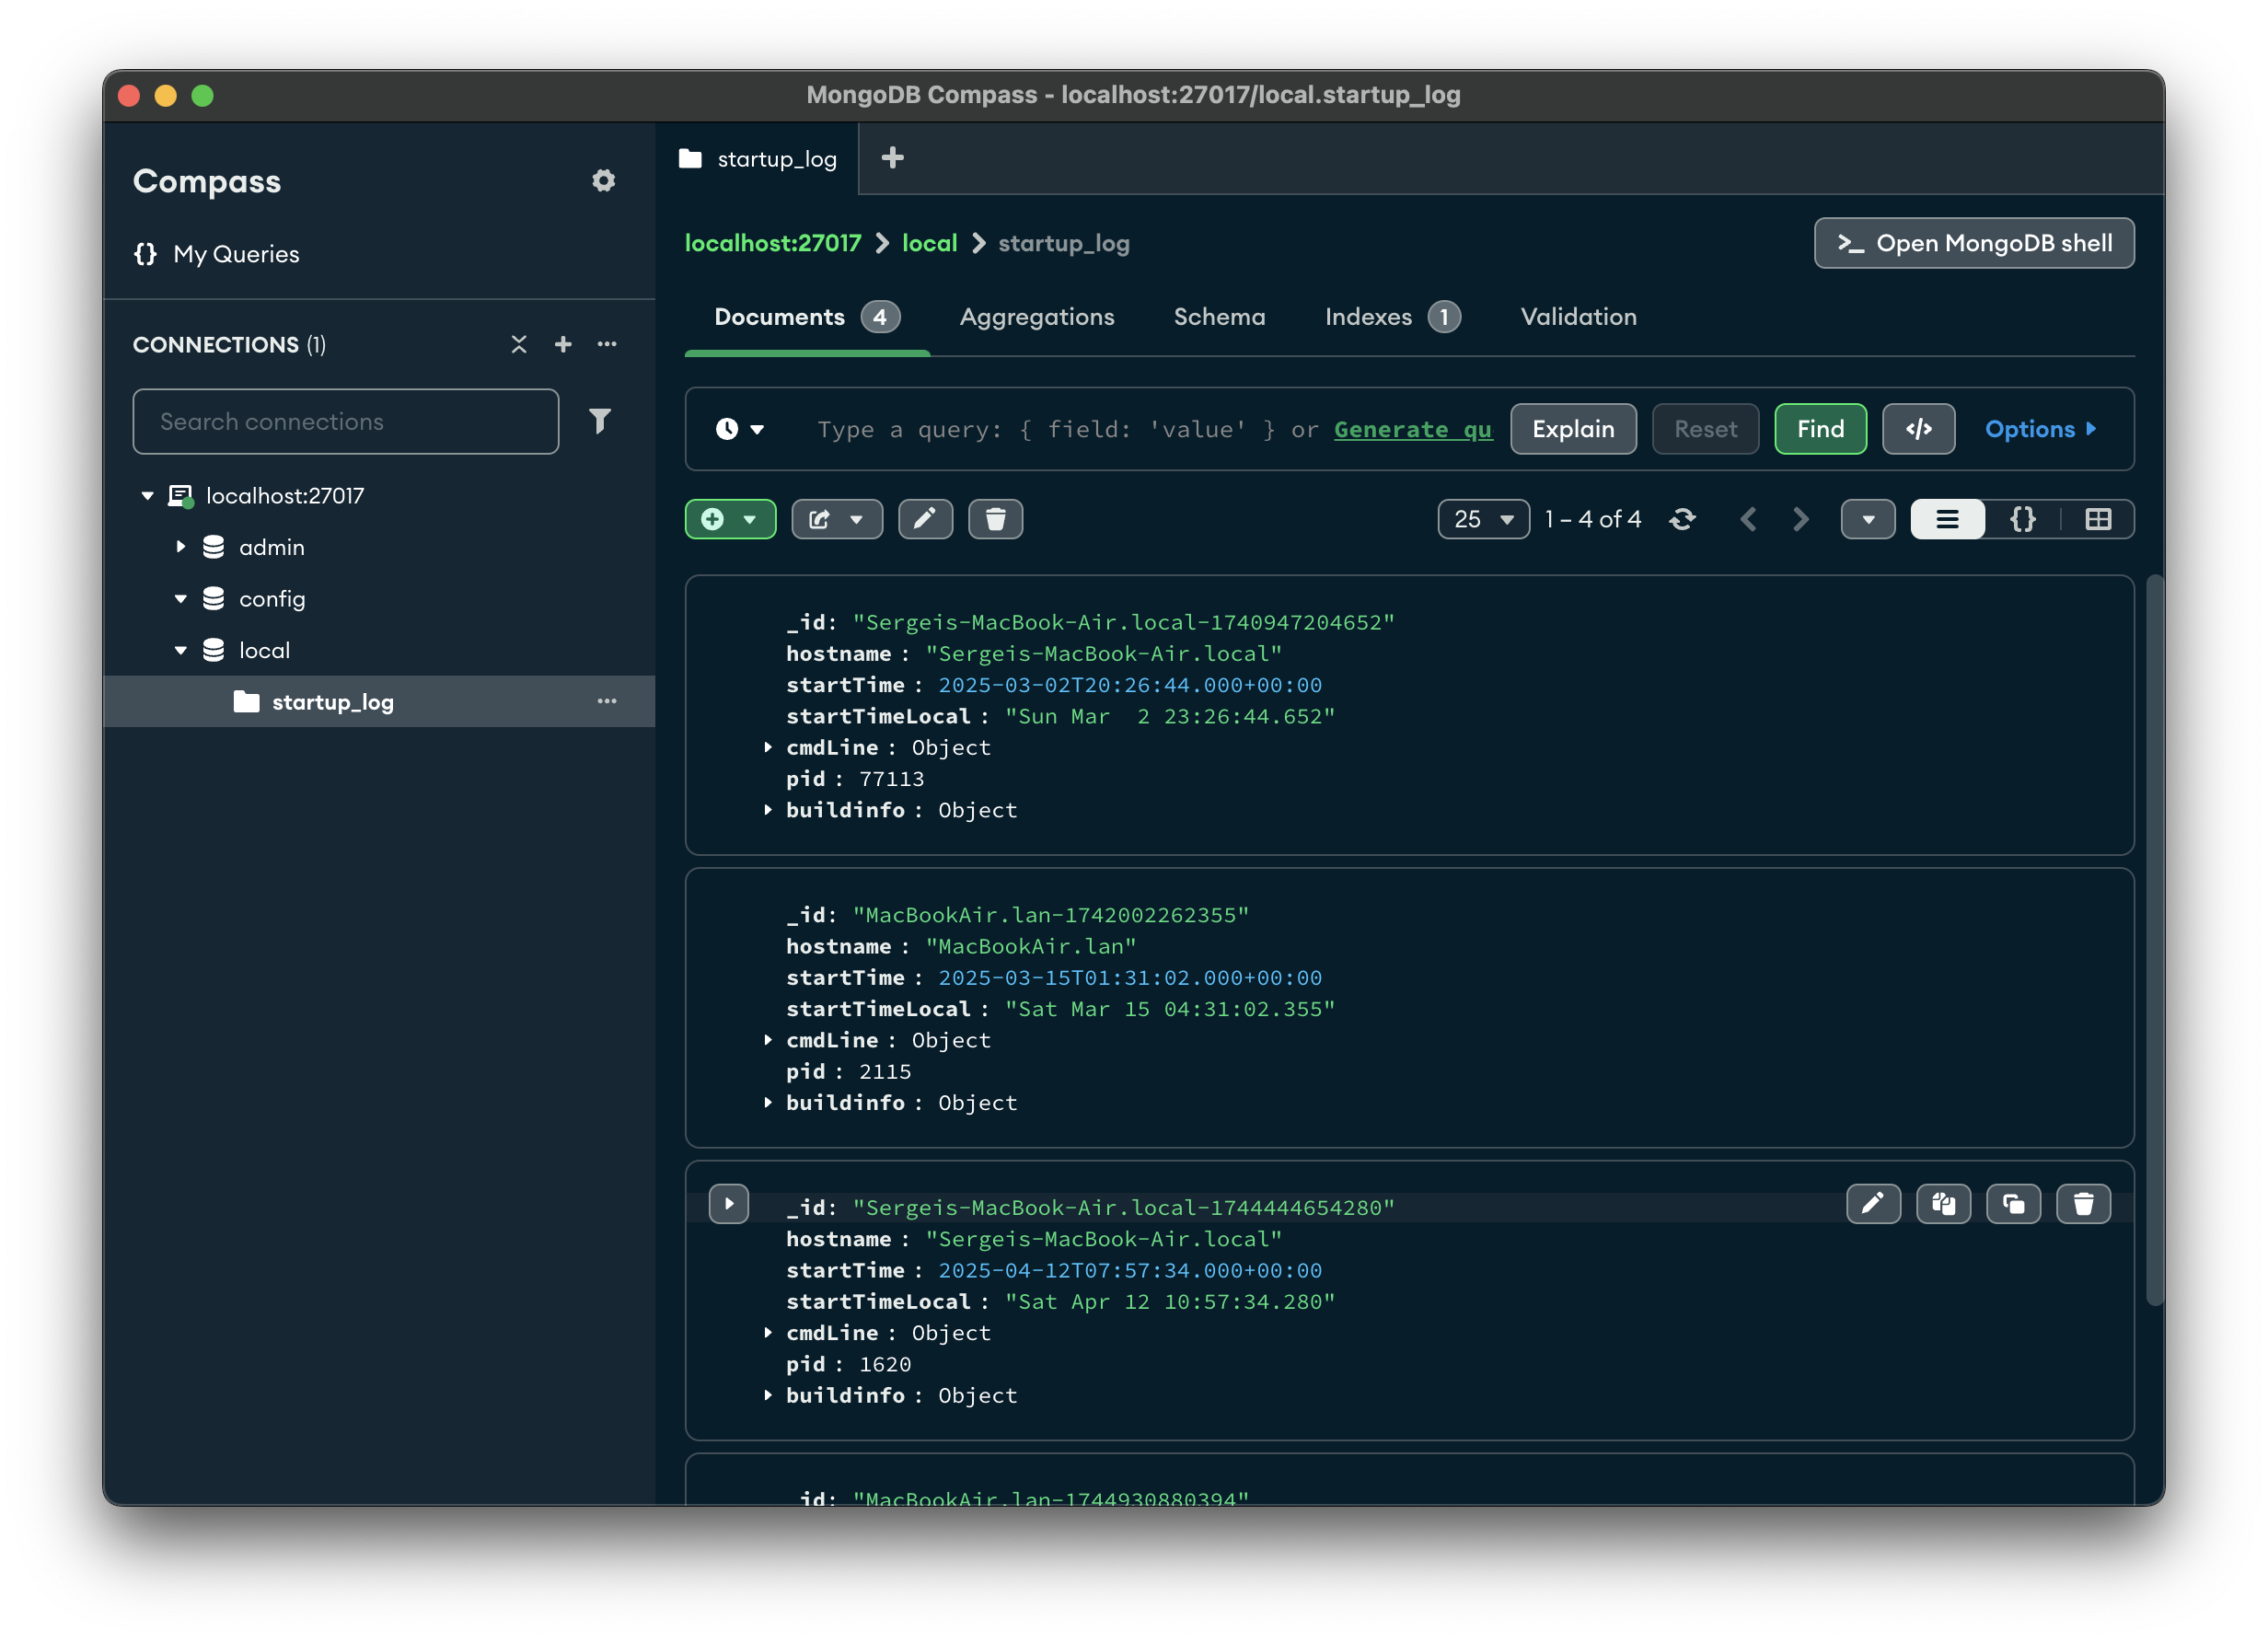 MongoDB Compass - localhost:27017/local.startup_log
Compass
{} My Queries
CONNECTIONS (1)
Search connections
localhost:27017
admin
config
local
startup_log
startup_log
localhost:27017 > local > startup_log
>_ Open MongoDB shell
Documents 4 Aggregations Schema Indexes 1 Validation
Type a query: { field: 'value' } or Generate qu
Explain Reset Find </> Options
25 1 – 4 of 4 {}
_id: "Sergeis-MacBook-Air.local-1740947204652"
hostname : "Sergeis-MacBook-Air.local"
startTime : 2025-03-02T20:26:44.000+00:00
startTimeLocal : "Sun Mar  2 23:26:44.652"
cmdLine : Object
pid : 77113
buildinfo : Object
_id: "MacBookAir.lan-1742002262355"
hostname : "MacBookAir.lan"
startTime : 2025-03-15T01:31:02.000+00:00
startTimeLocal : "Sat Mar 15 04:31:02.355"
cmdLine : Object
pid : 2115
buildinfo : Object
_id: "Sergeis-MacBook-Air.local-1744444654280"
hostname : "Sergeis-MacBook-Air.local"
startTime : 2025-04-12T07:57:34.000+00:00
startTimeLocal : "Sat Apr 12 10:57:34.280"
cmdLine : Object
pid : 1620
buildinfo : Object
_id: "MacBookAir.lan-1744930880394"